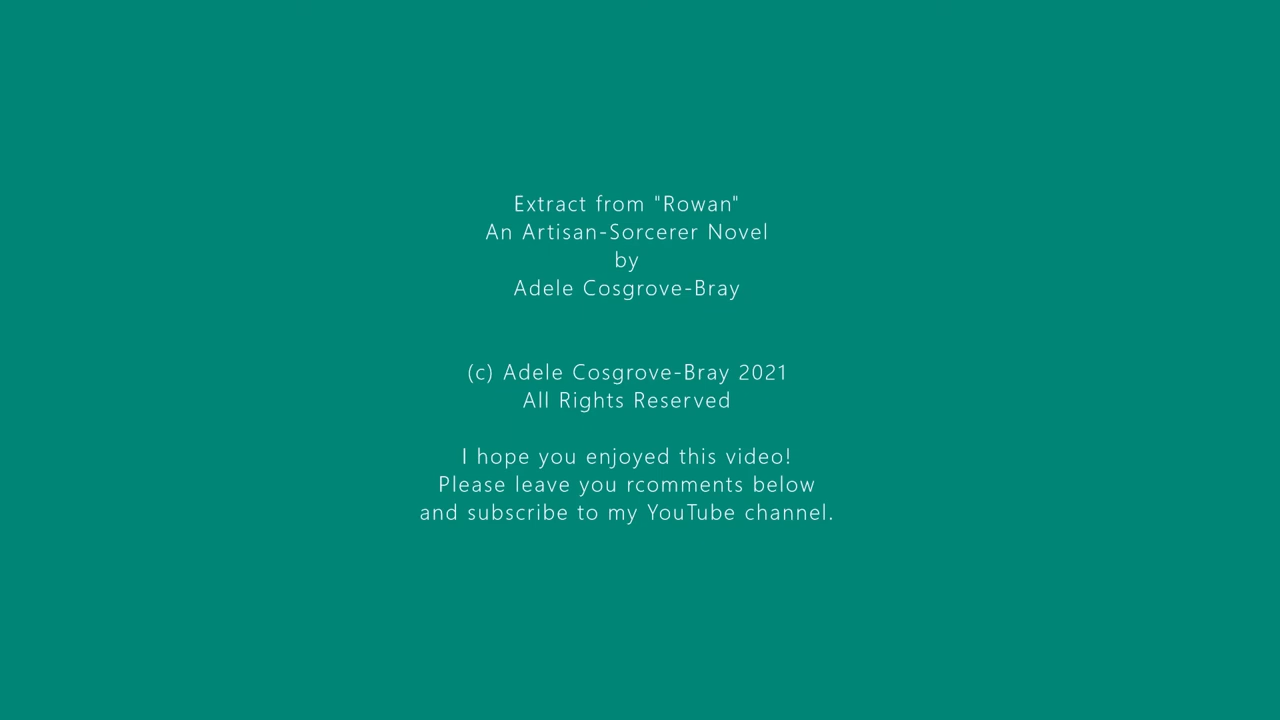 Extract from "Rowan"
An Artisan-Sorcerer Novel
by
Adele Cosgrove-Bray
(c) Adele Cosgrove-Bray 2021
All Rights Reserved
I hope you enjoyed this video!
Please leave you rcomments below
and subscribe to my YouTube channel.